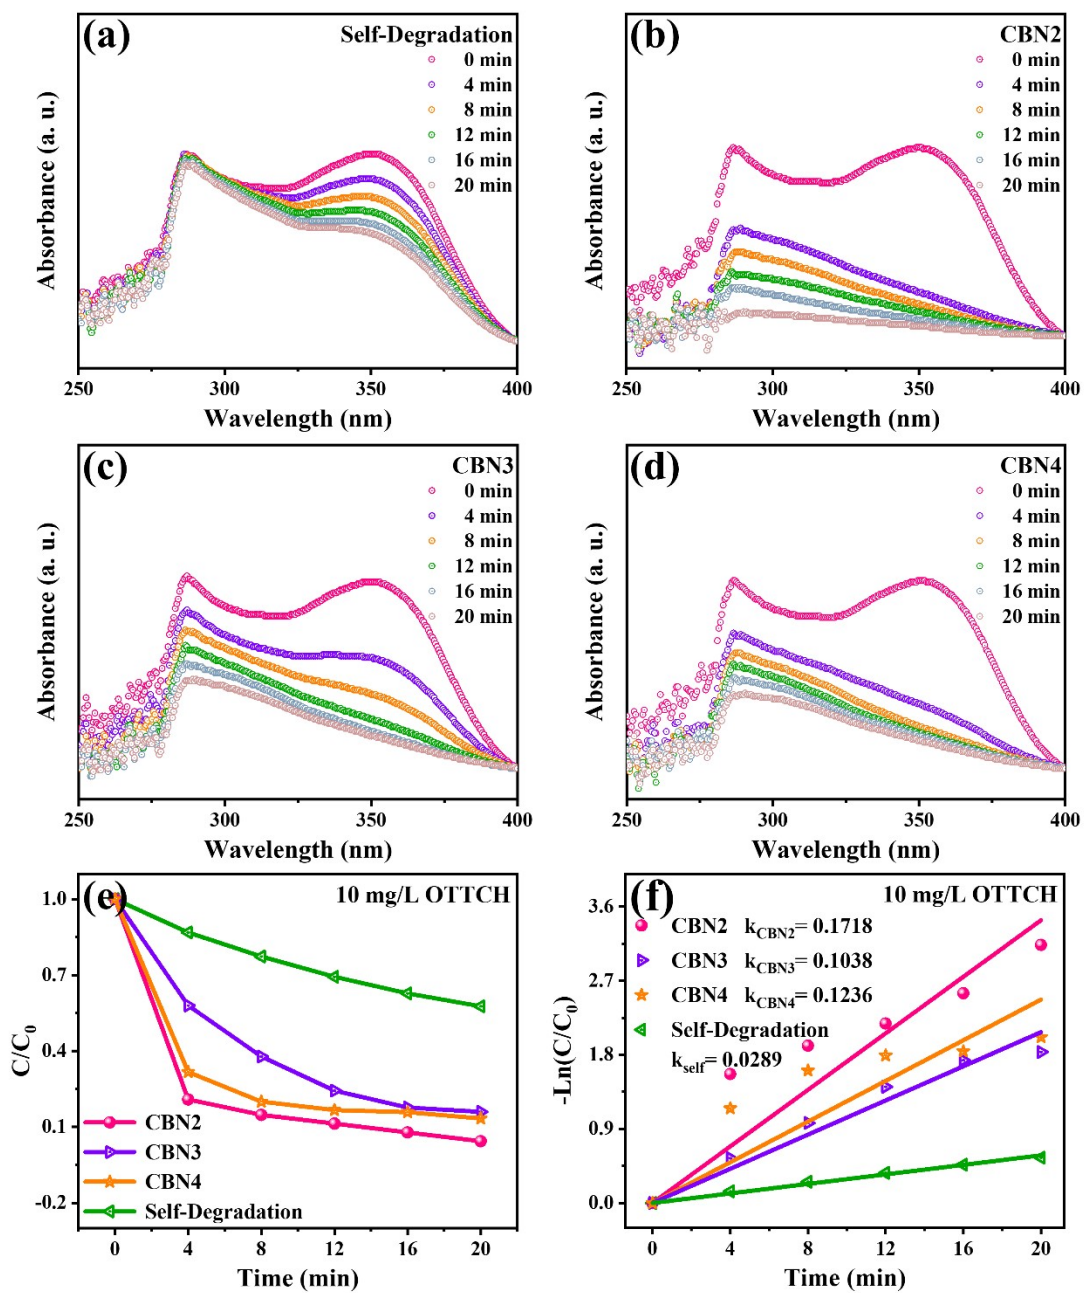 (a)
Self-Degradation
0 min
4 min
8 min
12 min
16 min
20 min
Absorbance (a. u.)
250 300 350 400
Wavelength (nm)
(b)
CBN2
0 min
4 min
8 min
12 min
16 min
20 min
Absorbance (a. u.)
250 300 350 400
Wavelength (nm)
(c)
CBN3
0 min
4 min
8 min
12 min
16 min
20 min
Absorbance (a. u.)
250 300 350 400
Wavelength (nm)
(d)
CBN4
0 min
4 min
8 min
12 min
16 min
20 min
Absorbance (a. u.)
250 300 350 400
Wavelength (nm)
(e)
10 mg/L OTTCH
1.0
0.7
0.4
0.1
-0.2
C/C0
CBN2
CBN3
CBN4
Self-Degradation
0 4 8 12 16 20
Time (min)
(f)
10 mg/L OTTCH
3.6
2.7
1.8
0.9
0.0
-Ln(C/C0)
CBN2 kCBN2= 0.1718
CBN3 kCBN3= 0.1038
CBN4 kCBN4= 0.1236
Self-Degradation
kself= 0.0289
0 4 8 12 16 20
Time (min)